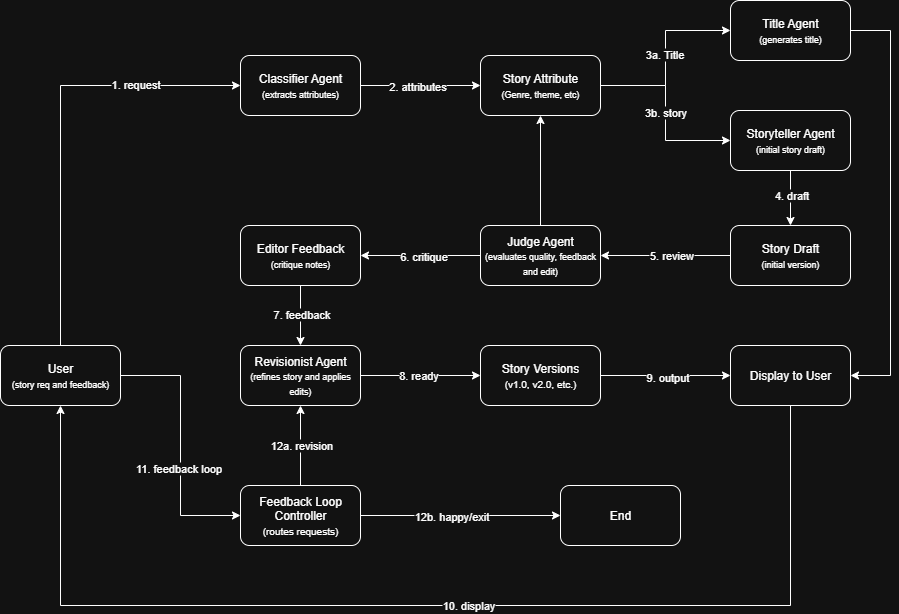 Title Agent
(generates title)
3a. Title
1. request
Classifier Agent
(extracts attributes)
2. attributes
Story Attribute
(Genre, theme, etc)
3b. story
Storyteller Agent
(initial story draft)
4. draft
Editor Feedback
(critique notes)
6. critique
Judge Agent
(evaluates quality, feedback
and edit)
5. review
Story Draft
(initial version)
7. feedback
User
(story req and feedback)
Revisionist Agent
(refines story and applies
edits)
8. ready
Story Versions
(v1.0, v2.0, etc.)
9. output
Display to User
12a. revision
11. feedback loop
Feedback Loop
Controller
(routes requests)
12b. happy/exit
End
10. display